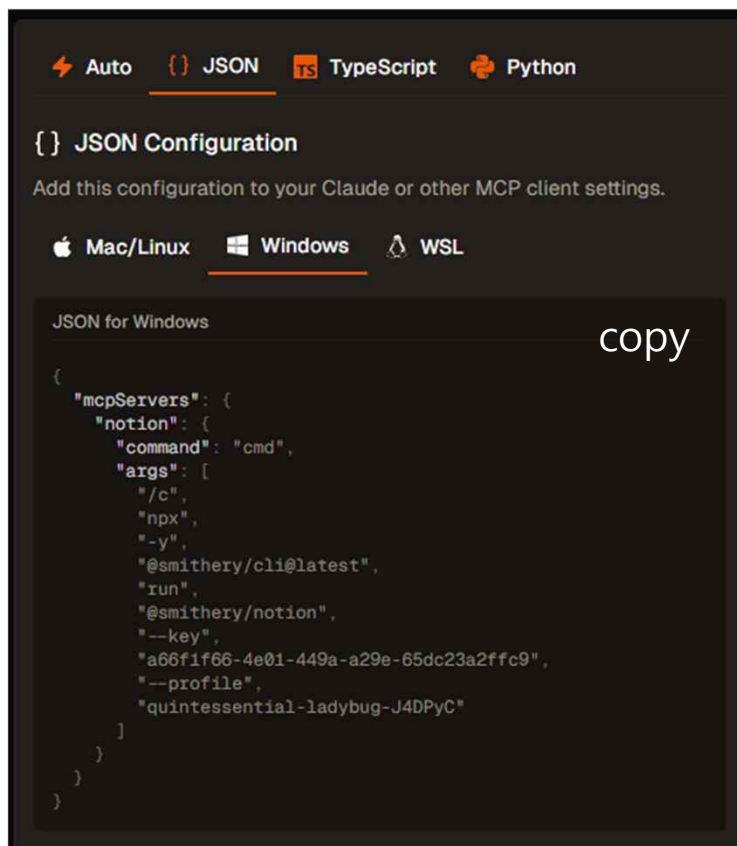 Auto {} JSON TS TypeScript Python
{} JSON Configuration
Add this configuration to your Claude or other MCP client settings.
Mac/Linux Windows WSL
JSON for Windows
copy
{
  "mcpServers": {
    "notion": {
      "command": "cmd",
      "args": [
        "/c",
        "npx",
        "-y",
        "@smithery/cli@latest",
        "run",
        "@smithery/notion",
        "--key",
        "a66f1f66-4e01-449a-a29e-65dc23a2ffc9",
        "--profile",
        "quintessential-ladybug-J4DPyC"
      ]
    }
  }
}